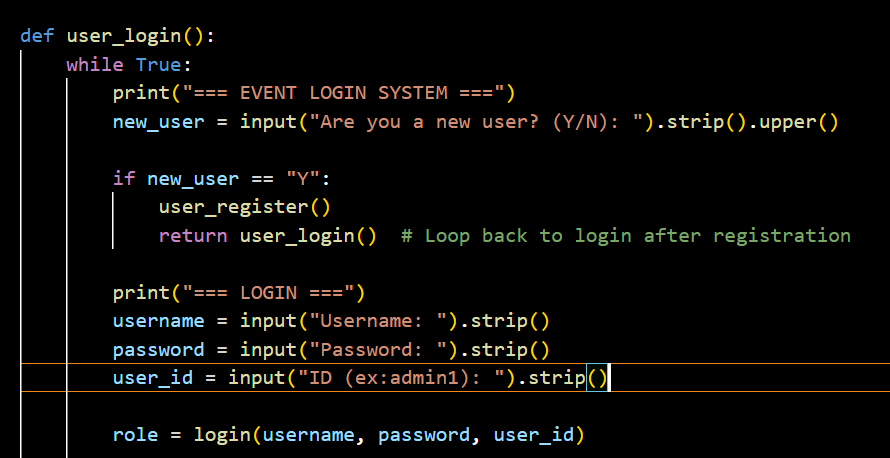 def user_login():
while True:
print("=== EVENT LOGIN SYSTEM ===")
new_user = input("Are you a new user? (Y/N): ").strip().upper()
if new_user == "Y":
user_register()
return user_login()  # Loop back to login after registration
print("=== LOGIN ===")
username = input("Username: ").strip()
password = input("Password: ").strip()
user_id = input("ID (ex:admin1): ").strip()
role = login(username, password, user_id)